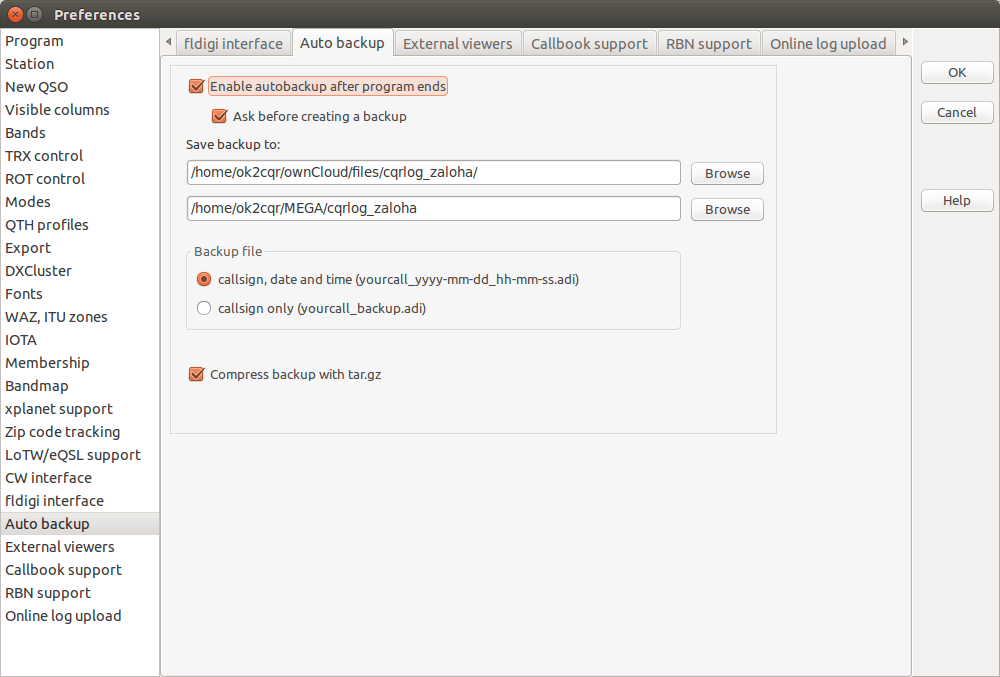 Preferences
Program
Station
New QSO
Visible columns
Bands
TRX control
ROT control
Modes
QTH profiles
Export
DXCluster
Fonts
WAZ, ITU zones
IOTA
Membership
Bandmap
xplanet support
Zip code tracking
LoTW/eQSL support
CW interface
fldigi interface
Auto backup
External viewers
Callbook support
RBN support
Online log upload
fldigi interface Auto backup External viewers Callbook support RBN support Online log upload
Enable autobackup after program ends
Ask before creating a backup
Save backup to:
/home/ok2cqr/ownCloud/files/cqrlog_zaloha/ Browse
/home/ok2cqr/MEGA/cqrlog_zaloha Browse
Backup file
callsign, date and time (yourcall_yyyy-mm-dd_hh-mm-ss.adi)
callsign only (yourcall_backup.adi)
Compress backup with tar.gz
OK
Cancel
Help